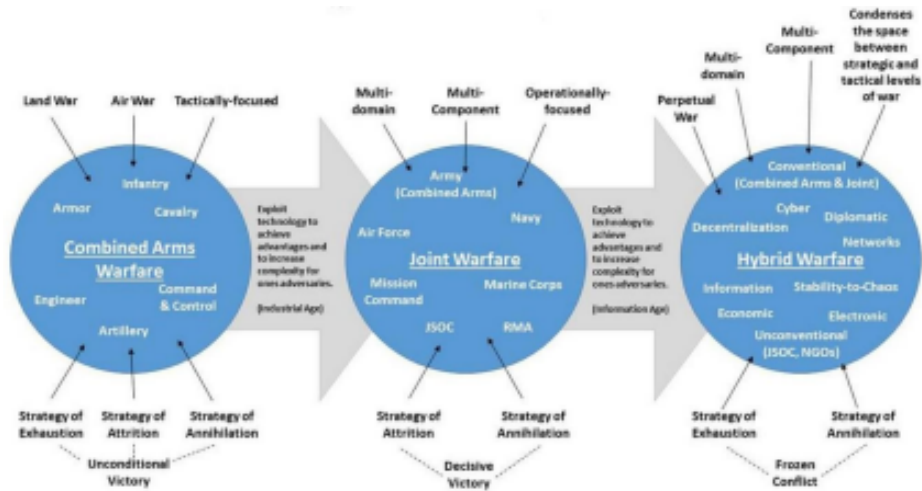 Land War
Air War
Tactically-focused
Infantry
Armor
Cavalry
Combined Arms
Warfare
Engineer
Command
& Control
Artillery
Strategy of
Exhaustion
Strategy of
Attrition
Strategy of
Annihilation
Unconditional
Victory
Exploit
technology to
achieve
advantages and
to increase
complexity for
ones adversaries.
(Industrial Age)
Multi-
domain
Multi-
Component
Operationally-
focused
Army
(Combined Arms)
Navy
Air Force
Joint Warfare
Mission
Command
Marine Corps
JSOC
RMA
Strategy of
Attrition
Strategy of
Annihilation
Decisive
Victory
Exploit
technology to
achieve
advantages and
to increase
complexity for
ones adversaries.
(Information Age)
Perpetual
War
Multi-
domain
Multi-
Component
Condenses
the space
between
strategic and
tactical levels
of war
Conventional
(Combined Arms & Joint)
Cyber
Decentralization
Diplomatic
Networks
Hybrid Warfare
Information
Stability-to-Chaos
Economic
Electronic
Unconventional
(JSOC, NGOs)
Strategy of
Exhaustion
Strategy of
Annihilation
Frozen
Conflict